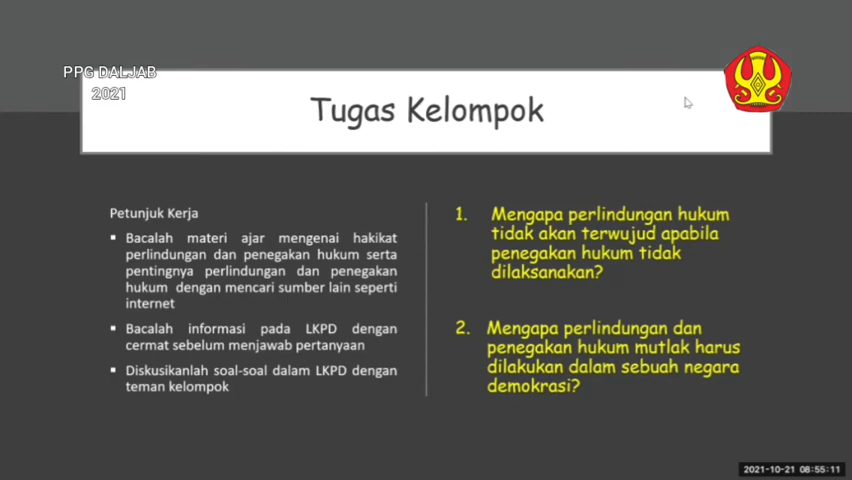 PPG DALJAB
2021
Tugas Kelompok
Petunjuk Kerja
▪ Bacalah materi ajar mengenai hakikat
perlindungan dan penegakan hukum serta
pentingnya perlindungan dan penegakan
hukum dengan mencari sumber lain seperti
internet
▪ Bacalah informasi pada LKPD dengan
cermat sebelum menjawab pertanyaan
▪ Diskusikanlah soal-soal dalam LKPD dengan
teman kelompok
1. Mengapa perlindungan hukum
tidak akan terwujud apabila
penegakan hukum tidak
dilaksanakan?
2. Mengapa perlindungan dan
penegakan hukum mutlak harus
dilakukan dalam sebuah negara
demokrasi?
2021-10-21 08:55:11